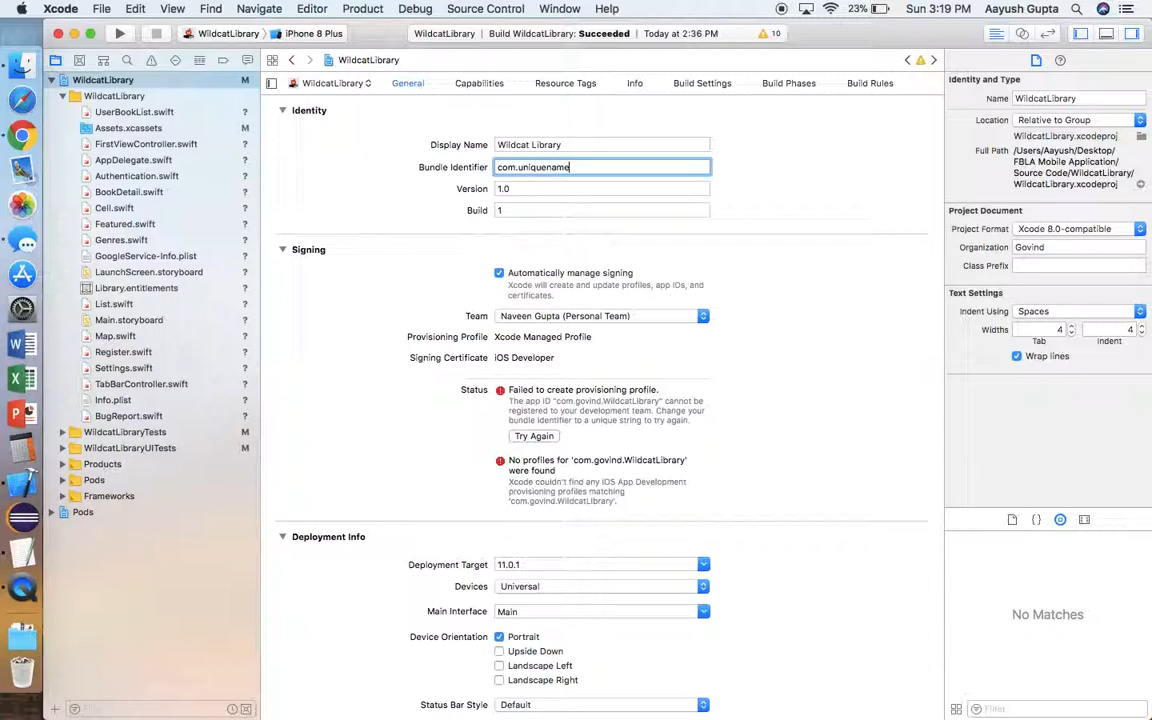 Xcode File Edit View Find Navigate Editor Product Debug Source Control Window Help 23% Sun 3:19 PM Aayush Gupta
WildcatLibrary iPhone 8 Plus WildcatLibrary Build WildcatLibrary: Succeeded Today at 2:36 PM 10
WildcatLibrary M
WildcatLibrary
UserBookList.swift ?
Assets.xcassets M
FirstViewController.swift ?
AppDelegate.swift ?
Authentication.swift ?
BookDetail.swift ?
Cell.swift ?
Featured.swift ?
Genres.swift ?
GoogleService-Info.plist ?
LaunchScreen.storyboard ?
Library.entitlements ?
List.swift ?
Main.storyboard ?
Map.swift ?
Register.swift ?
Settings.swift ?
TabBarController.swift ?
Info.plist ?
BugReport.swift ?
WildcatLibraryTests M
WildcatLibraryUITests M
Products
Pods
Frameworks
Pods
Filter
WildcatLibrary
WildcatLibrary General Capabilities Resource Tags Info Build Settings Build Phases Build Rules
Identity
Display Name Wildcat Library
Bundle Identifier com.uniquename
Version 1.0
Build 1
Signing
Automatically manage signing
Xcode will create and update profiles, app IDs, and
certificates.
Team Naveen Gupta (Personal Team)
Provisioning Profile Xcode Managed Profile
Signing Certificate iOS Developer
Status Failed to create provisioning profile.
The app ID "com.govind.WildcatLibrary" cannot be
registered to your development team. Change your
bundle identifier to a unique string to try again.
Try Again
No profiles for 'com.govind.WildcatLibrary'
were found
Xcode couldn't find any iOS App Development
provisioning profiles matching
'com.govind.WildcatLibrary'.
Deployment Info
Deployment Target 11.0.1
Devices Universal
Main Interface Main
Device Orientation Portrait
Upside Down
Landscape Left
Landscape Right
Status Bar Style Default
Identity and Type
Name WildcatLibrary
Location Relative to Group
WildcatLibrary.xcodeproj
Full Path /Users/Aayush/Desktop/
FBLA Mobile Application/
Source Code/WildcatLibrary/
WildcatLibrary.xcodeproj
Project Document
Project Format Xcode 8.0-compatible
Organization Govind
Class Prefix
Text Settings
Indent Using Spaces
Widths 4 4
Tab Indent
Wrap lines
{ }
No Matches
Filter